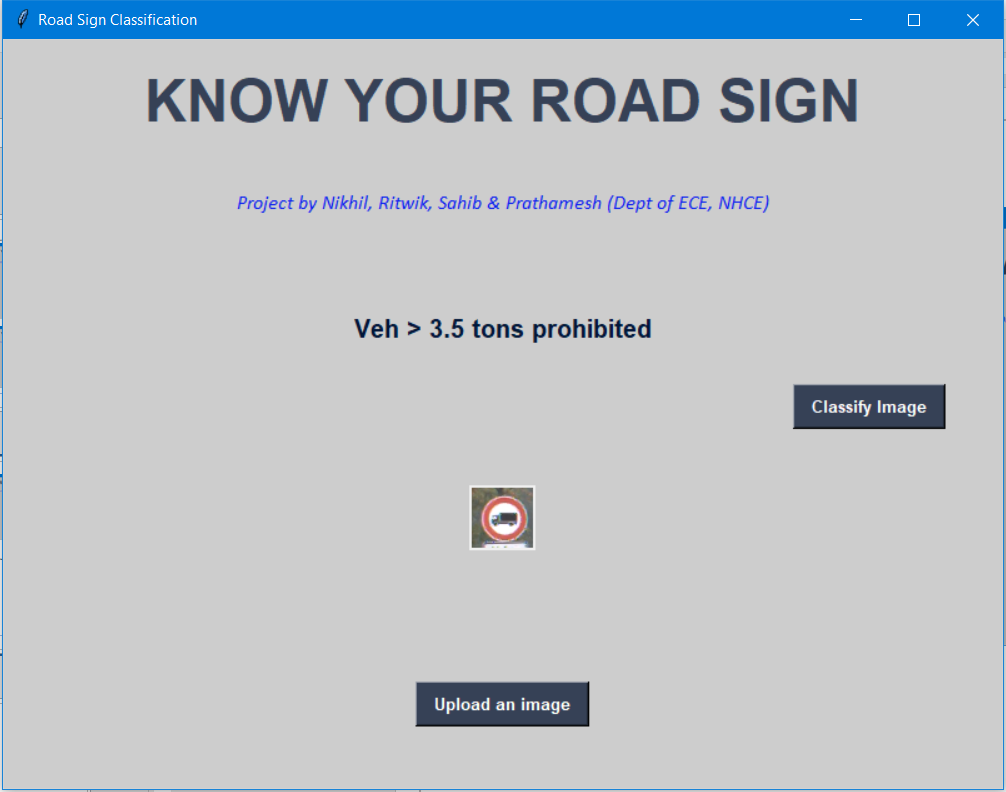 Road Sign Classification
KNOW YOUR ROAD SIGN
Project by Nikhil, Ritwik, Sahib & Prathamesh (Dept of ECE, NHCE)
Veh > 3.5 tons prohibited
Classify Image
Upload an image